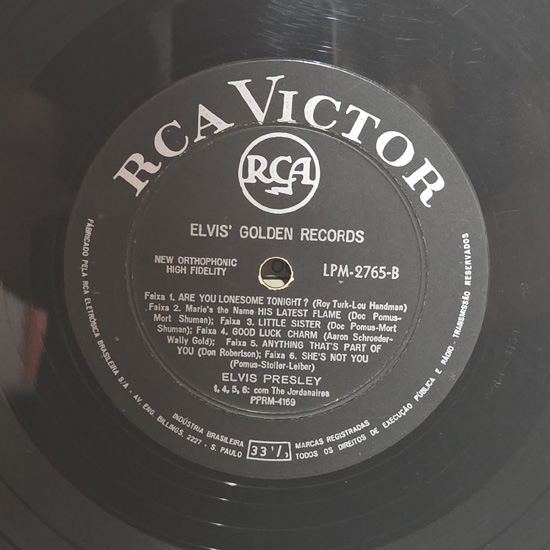 RCA VICTOR
RCA
ELVIS' GOLDEN RECORDS
NEW ORTHOPHONIC
HIGH FIDELITY
LPM-2765-B
Faixa 1. ARE YOU LONESOME TONIGHT? (Roy Turk-Lou Handman)
Faixa 2. Marie's the Name HIS LATEST FLAME (Doc Pomus-
Mort Shuman); Faixa 3. LITTLE SISTER (Doc Pomus-Mort
Shuman); Faixa 4. GOOD LUCK CHARM (Aaron Schroeder-
Wally Gold); Faixa 5. ANYTHING THAT'S PART OF
YOU (Don Robertson); Faixa 6. SHE'S NOT YOU
(Pomus-Stoller-Leiber)
ELVIS PRESLEY
1, 4, 5, 6: com The Jordanaires
PPRM-4169
FABRICADO PELA RCA ELETRÔNICA BRASILEIRA S/A - AV. ENG. BILLINGS, 2227 - S. PAULO
INDÚSTRIA BRASILEIRA
33 1/3
MARCAS REGISTRADAS
TODOS OS DIREITOS DE EXECUÇÃO PÚBLICA E RÁDIO - TRANSMISSÃO RESERVADOS